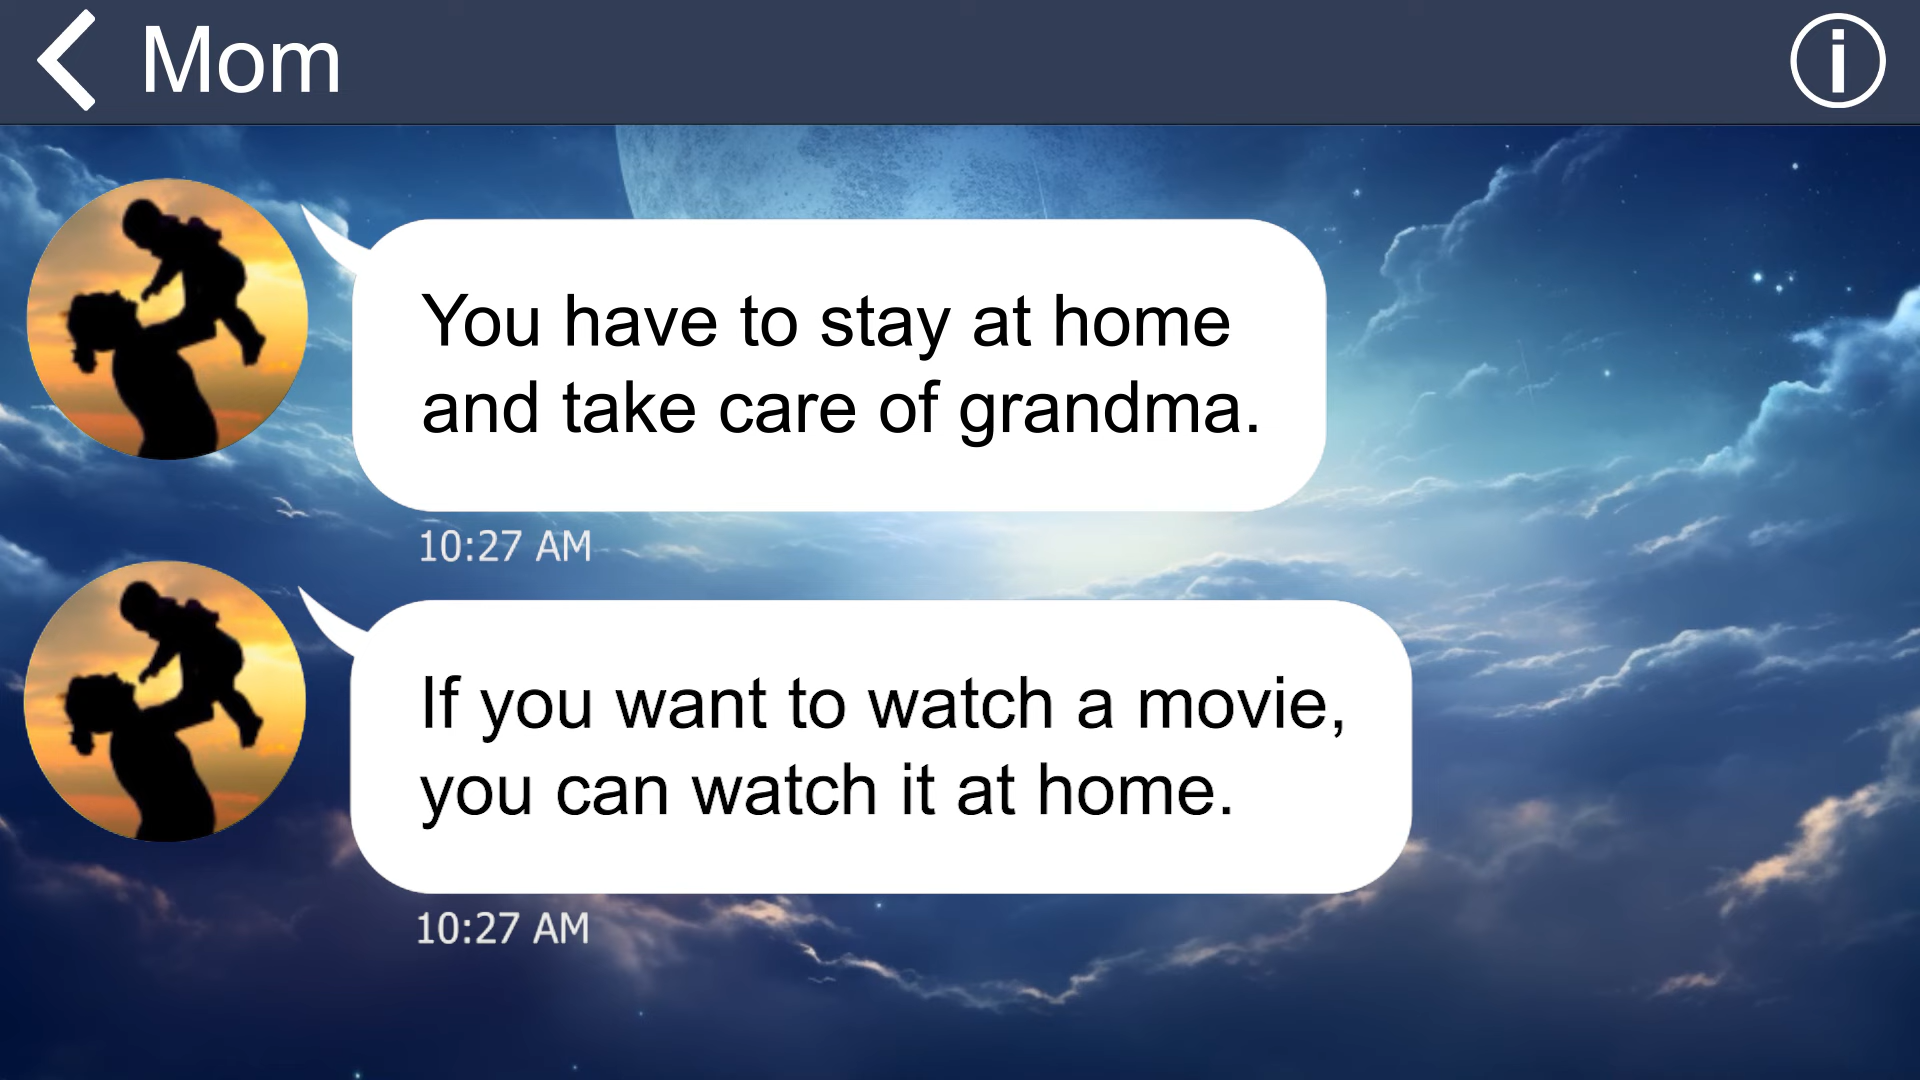 Mom
You have to stay at home
and take care of grandma.
10:27 AM
If you want to watch a movie,
you can watch it at home.
10:27 AM